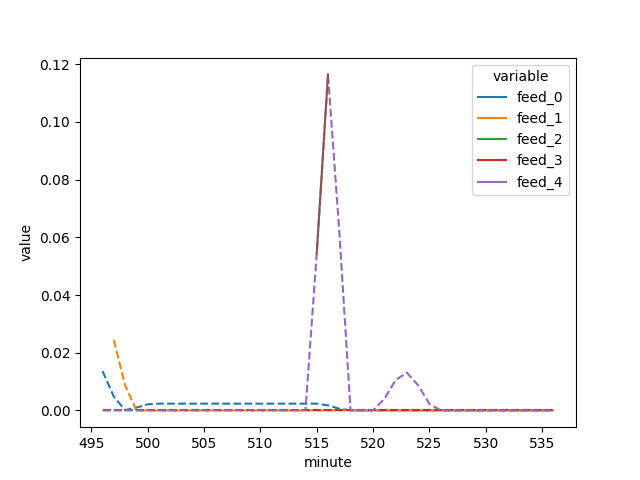 variable
feed_0
feed_1
feed_2
feed_3
feed_4
0.12
0.10
0.08
0.06
0.04
0.02
0.00
value
495 500 505 510 515 520 525 530 535
minute